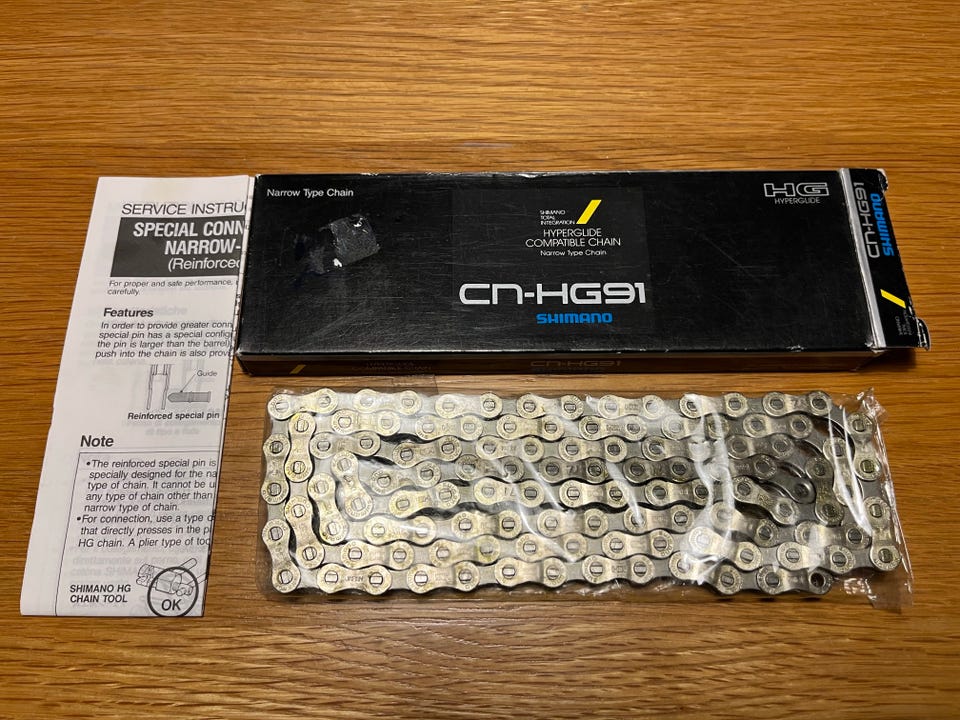 SERVICE INSTRU
SPECIAL CONN
NARROW-
(Reinforced
For proper and safe performance,
carefully.
Features
In order to provide greater conn
special pin has a special config
the pin is larger than the barrel)
push into the chain is also prov
Guide
Reinforced special pin
Note
•The reinforced special pin is
specially designed for the na
type of chain. It cannot be u
any type of chain other than
narrow type of chain.
•For connection, use a type o
that directly presses in the p
HG chain. A plier type of too
SHIMANO HG
CHAIN TOOL
OK
Narrow Type Chain
SHIMANO
TOTAL
INTEGRATION
HYPERGLIDE
COMPATIBLE CHAIN
Narrow Type Chain
CN-HG91
SHIMANO
HG
HYPERGLIDE
CN-HG91
SHIMANO
CN-HG91